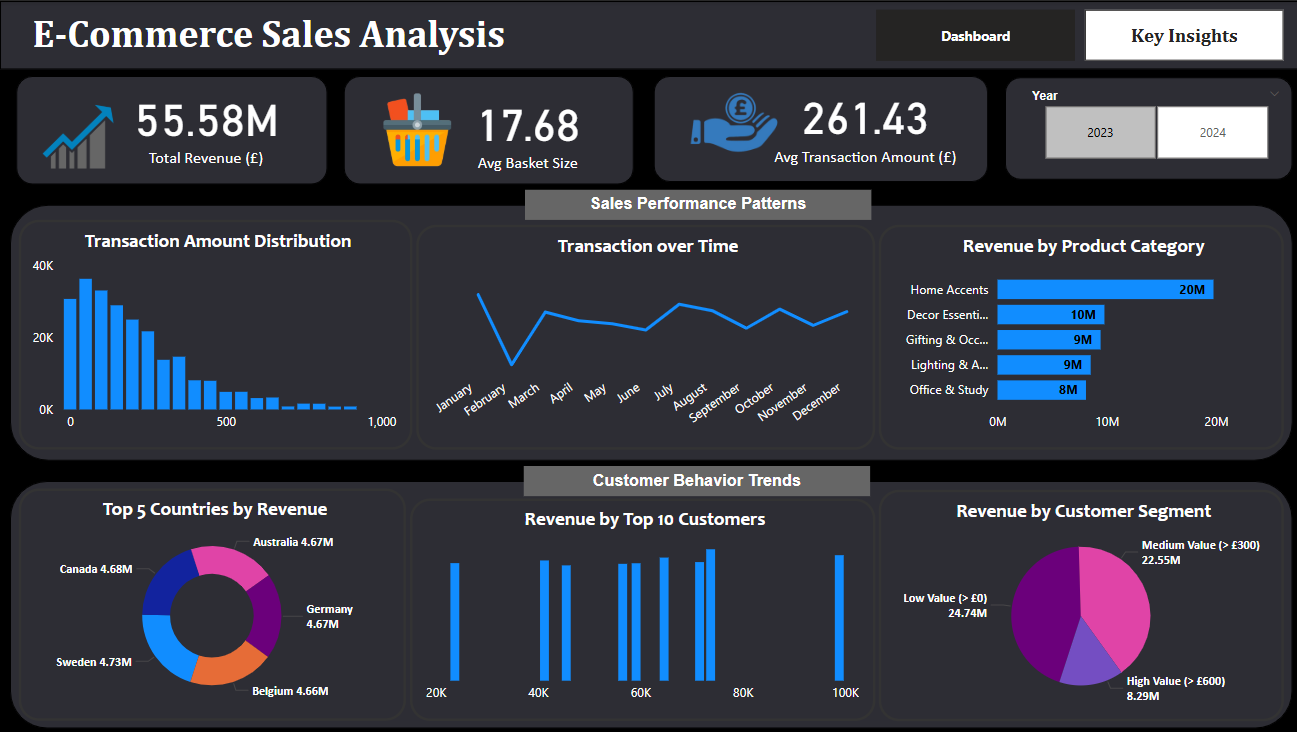 E-Commerce Sales Analysis
Dashboard
Key Insights
55.58M
Total Revenue (£)
17.68
Avg Basket Size
£
261.43
Avg Transaction Amount (£)
Year
2023
2024
Sales Performance Patterns
Transaction Amount Distribution
40K
20K
0K
0
500
1,000
Transaction over Time
January
February
March
April
May
June
July
August
September
October
November
December
Revenue by Product Category
Home Accents
20M
Decor Essenti...
10M
Gifting & Occ...
9M
Lighting & A...
9M
Office & Study
8M
0M
10M
20M
Customer Behavior Trends
Top 5 Countries by Revenue
Australia 4.67M
Canada 4.68M
Germany
4.67M
Sweden 4.73M
Belgium 4.66M
Revenue by Top 10 Customers
20K
40K
60K
80K
100K
Revenue by Customer Segment
Medium Value (> £300)
22.55M
Low Value (> £0)
24.74M
High Value (> £600)
8.29M